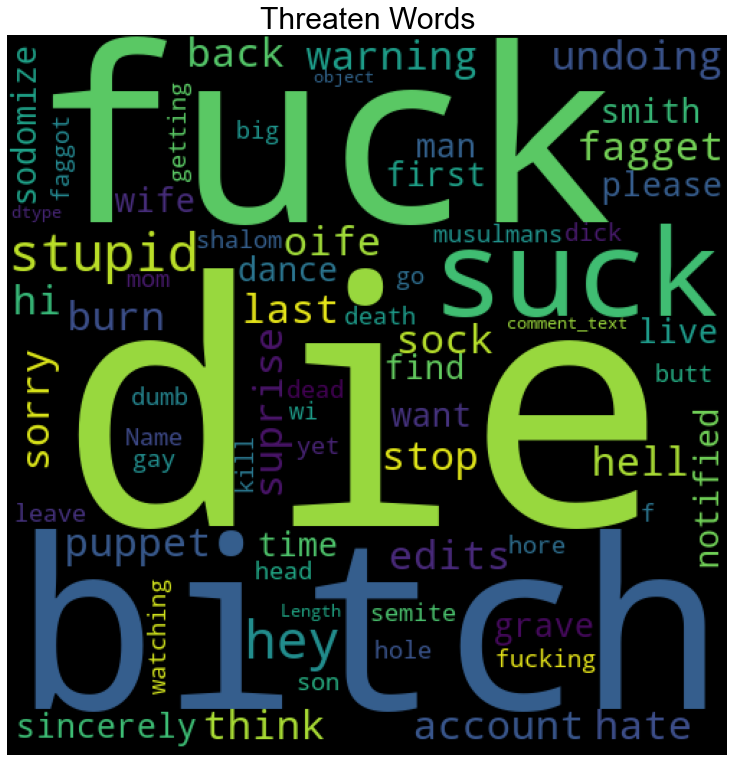 Threaten Words
fuck
back
warning
undoing
object
sodomize
faggot
getting
big
man
first
smith
fagget
please
wife
dtype
stupid
shalom
oife
musulmans
dick
suck
mom
dance
go
hi
burn
last
death
comment_text
live
die
sock
find
butt
sorry
dumb
suprise
dead
wi
want
Name
gay
kill
yet
stop
hell
notified
leave
f
bitch
puppet
time
edits
hore
head
watching
Length
semite
grave
hey
hole
fucking
son
sincerely
think
account
hate